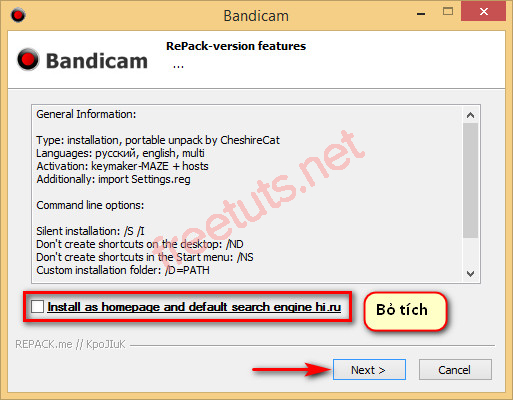 Bandicam
Bandicam
RePack-version features
...
General Information:
Type: installation, portable unpack by CheshireCat
Languages: русский, english, multi
Activation: keymaker-MAZE + hosts
Additionally: import Settings.reg
Command line options:
Silent installation: /S /I
Don't create shortcuts on the desktop: /ND
Don't create shortcuts in the Start menu: /NS
Custom installation folder: /D=PATH
freetuts.net
Install as homepage and default search engine hi.ru
Bỏ tích
REPACK.me // KpoJIuK
Next >
Cancel